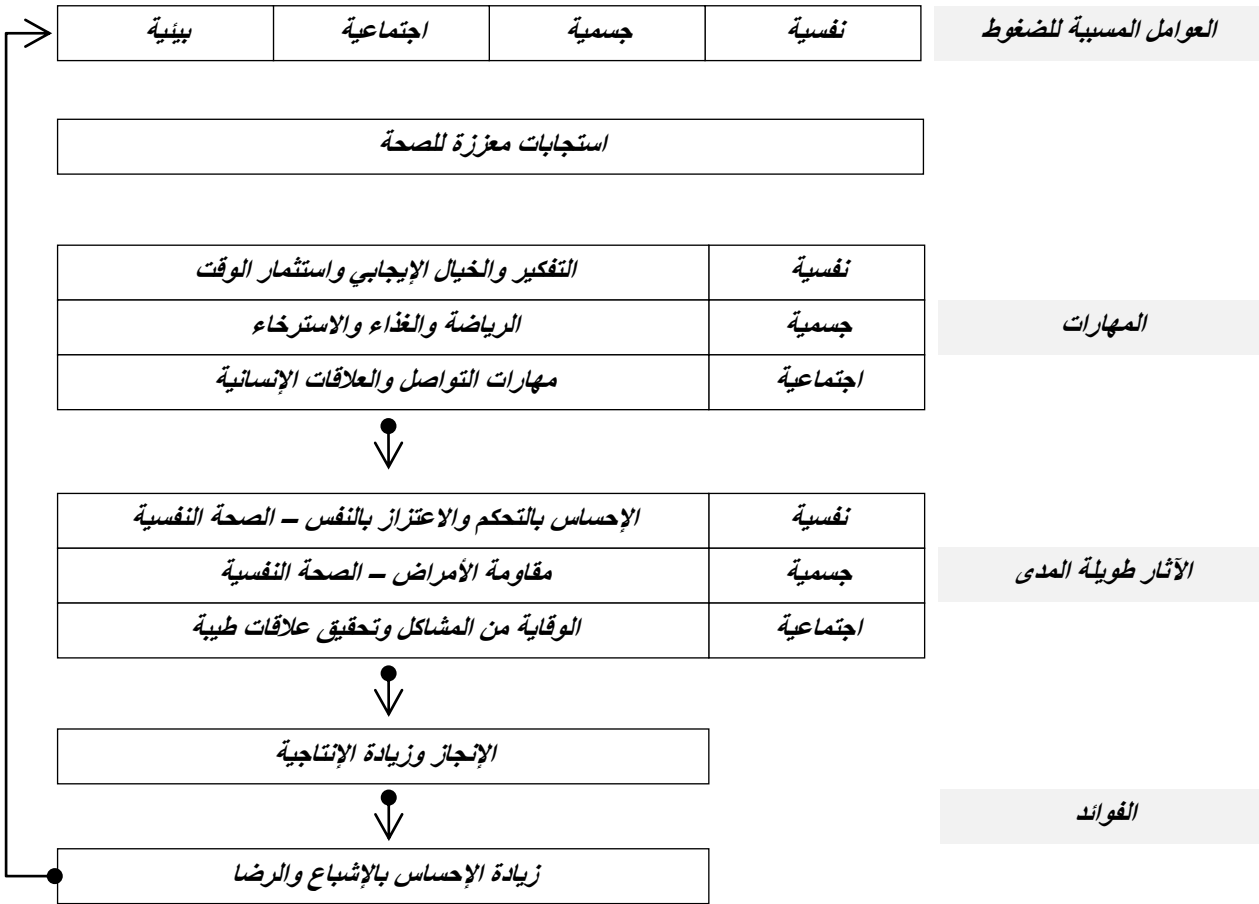 العوامل المسببة للضغوط نفسية جسمية اجتماعية بيئية
استجابات معززة للصحة
نفسية التفكير والخيال الإيجابي واستثمار الوقت
المهارات جسمية الرياضة والغذاء والاسترخاء
اجتماعية مهارات التواصل والعلاقات الإنسانية
نفسية الإحساس بالتحكم والاعتزاز بالنفس – الصحة النفسية
الآثار طويلة المدى جسمية مقاومة الأمراض – الصحة النفسية
اجتماعية الوقاية من المشاكل وتحقيق علاقات طيبة
الإنجاز وزيادة الإنتاجية
الفوائد
زيادة الإحساس بالإشباع والرضا